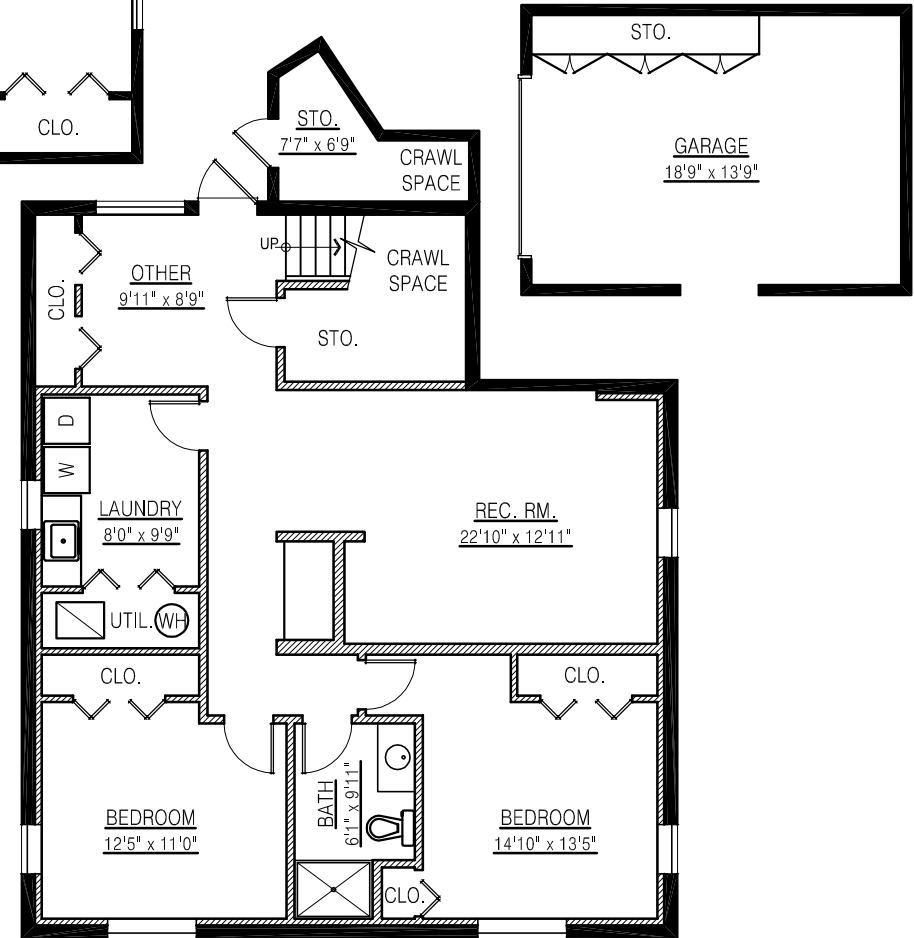 CLO.
STO.
7'7" x 6'9"
CRAWL
SPACE
STO.
GARAGE
18'9" x 13'9"
UP
CRAWL
SPACE
OTHER
9'11" x 8'9"
CLO.
STO.
D
W
LAUNDRY
8'0" x 9'9"
REC. RM.
22'10" x 12'11"
UTIL.
WH
CLO.
CLO.
BEDROOM
12'5" x 11'0"
BATH
6'1" x 9'11"
BEDROOM
14'10" x 13'5"
CLO.